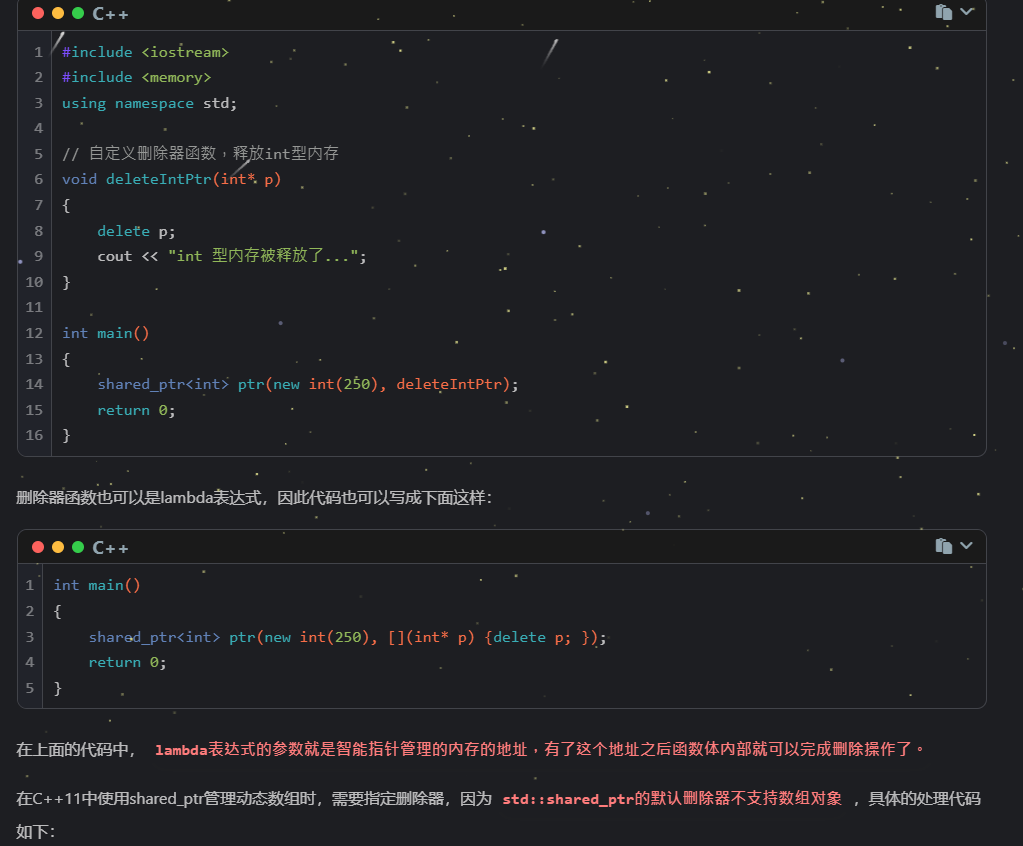 C++
1 #include <iostream>
2 #include <memory>
3 using namespace std;
4
5 // 自定义删除器函数，释放int型内存
6 void deleteIntPtr(int* p)
7 {
8     delete p;
9     cout << "int 型内存被释放了...";
10 }
11
12 int main()
13 {
14     shared_ptr<int> ptr(new int(250), deleteIntPtr);
15     return 0;
16 }
删除器函数也可以是lambda表达式，因此代码也可以写成下面这样：
C++
1 int main()
2 {
3     shared_ptr<int> ptr(new int(250), [](int* p) {delete p; });
4     return 0;
5 }
在上面的代码中， lambda表达式的参数就是智能指针管理的内存的地址，有了这个地址之后函数体内部就可以完成删除操作了。
在C++11中使用shared_ptr管理动态数组时，需要指定删除器，因为 std::shared_ptr的默认删除器不支持数组对象 ，具体的处理代码
如下：